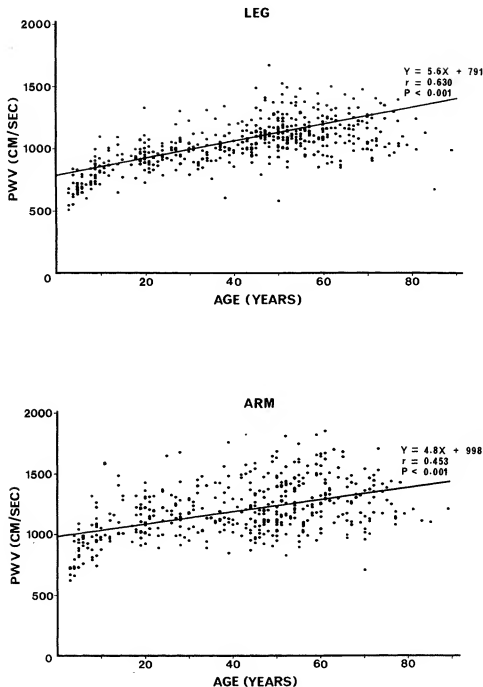 LEG
2000
1500
1000
500
0
PWV (CM/SEC)
Y = 5.6X + 791
r = 0.630
P < 0.001
20
40
60
80
AGE (YEARS)
ARM
2000
1500
1000
500
0
PWV (CM/SEC)
Y = 4.8X + 998
r = 0.453
P < 0.001
20
40
60
80
AGE (YEARS)